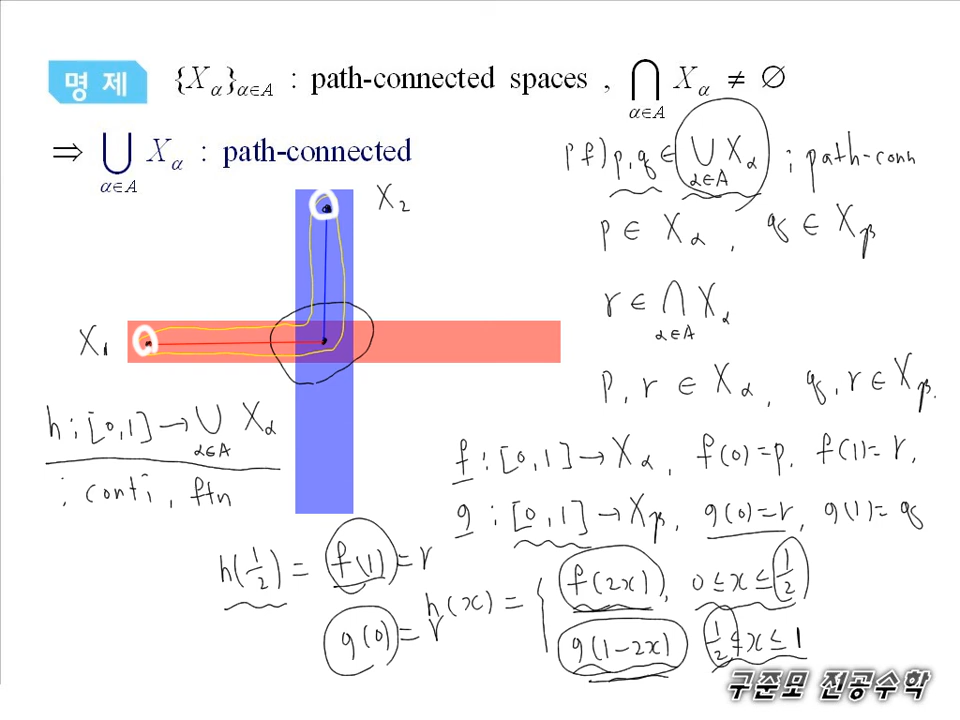 명 제 {X_α}_{α∈A} : path-connected spaces , ⋂_{α∈A} X_α ≠ ∅
⇒ ⋃_{α∈A} X_α : path-connected
pf) p, q ∈ ⋃_{α∈A} X_α ; path-conn
p ∈ X_α , q ∈ X_β
r ∈ ⋂_{α∈A} X_α
p, r ∈ X_α , q, r ∈ X_β.
X₂
X₁
h : [0,1] → ⋃_{α∈A} X_α
; conti, ftn
f : [0,1] → X_α, f(0)=p, f(1)=r,
g : [0,1] → X_β, g(0)=r, g(1)=q
h(1/2) = f(1) = r
g(0) = r
h(x) = { f(2x), 0 ≤ x ≤ 1/2
g(1-2x) 1/2 ≤ x ≤ 1
구준모 전공수학